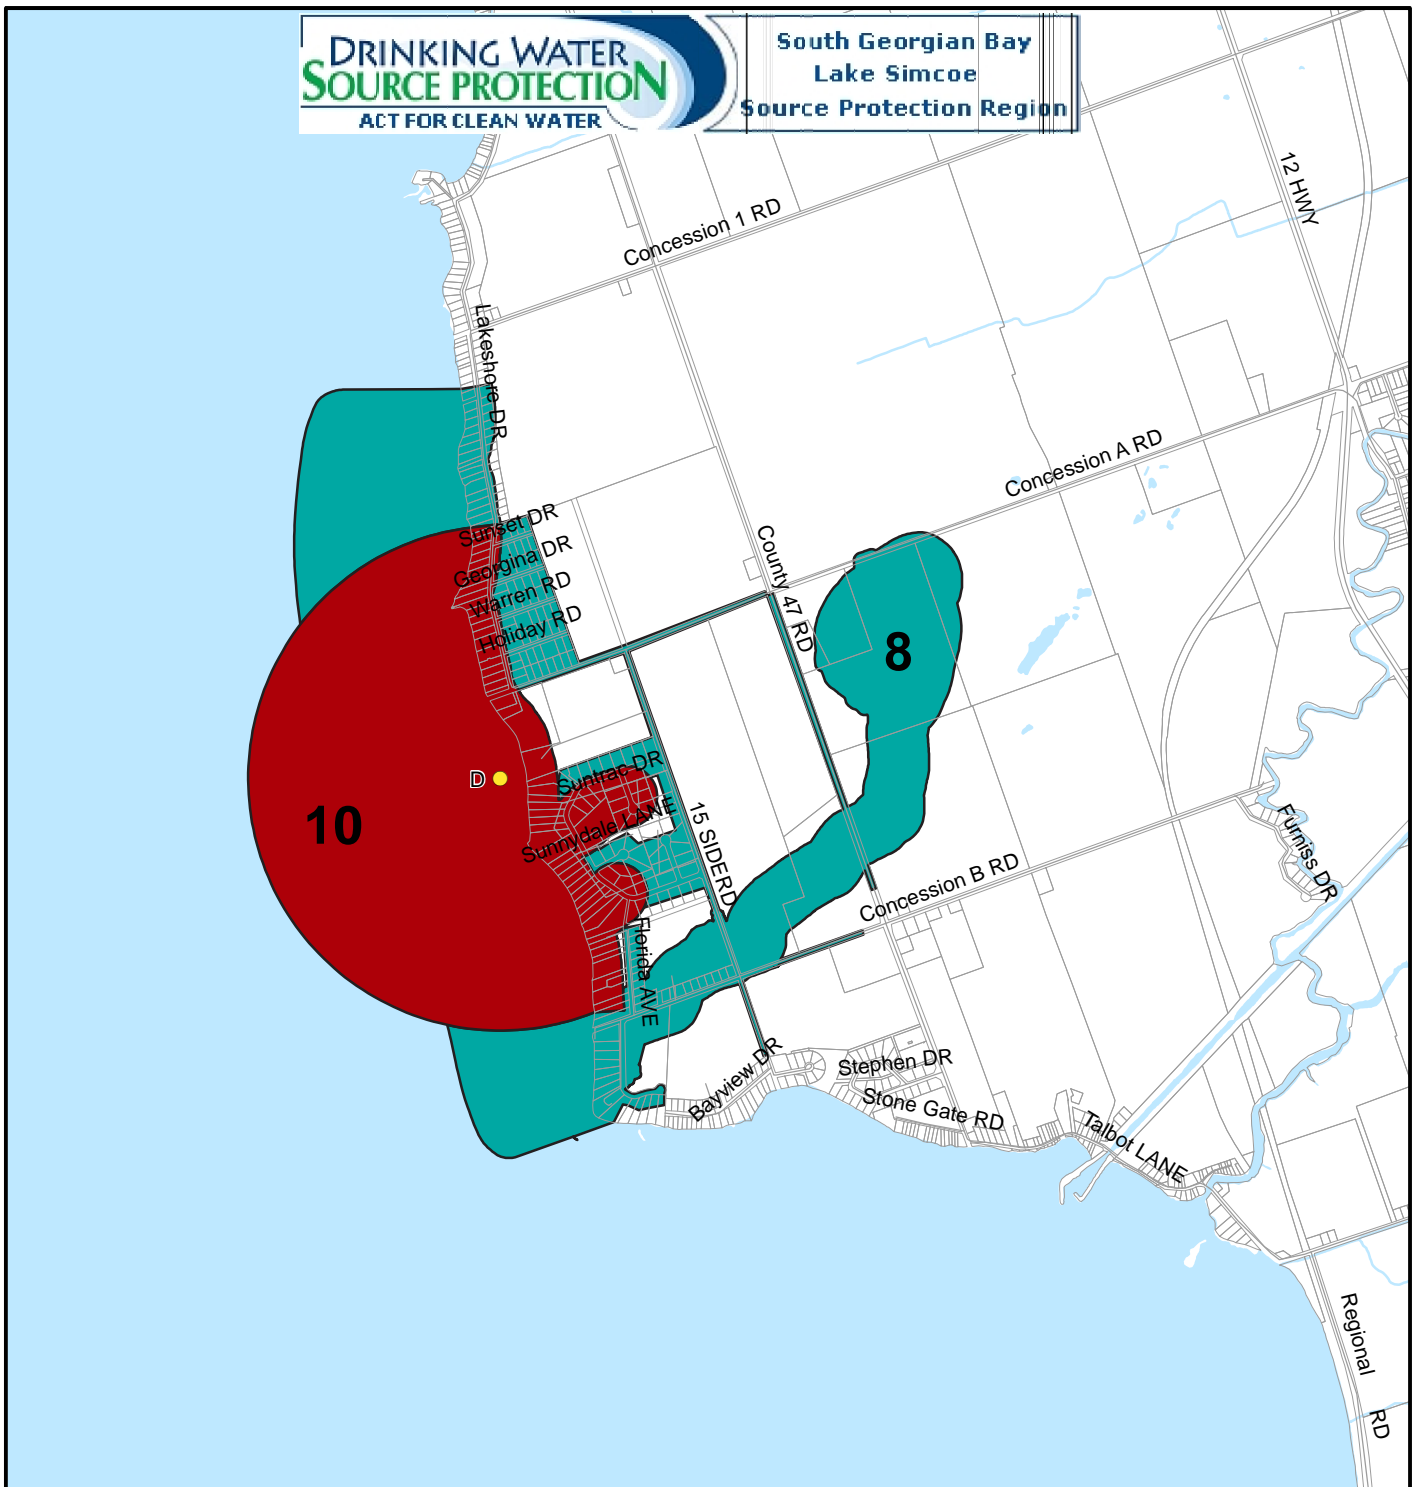 DRINKING WATER
SOURCE PROTECTION
ACT FOR CLEAN WATER
South Georgian Bay
Lake Simcoe
Source Protection Region
12 HWY
Concession 1 RD
Lakeshore DR
Concession A RD
Sunset DR
Georgina DR
Warren RD
Holiday RD
County 47 RD
8
D
10
Suntrac DR
Sunnydale LANE
15 SIDERD
Concession B RD
Furniss DR
Florida AVE
Bayview DR
Stephen DR
Stone Gate RD
Talbot LANE
Regional RD